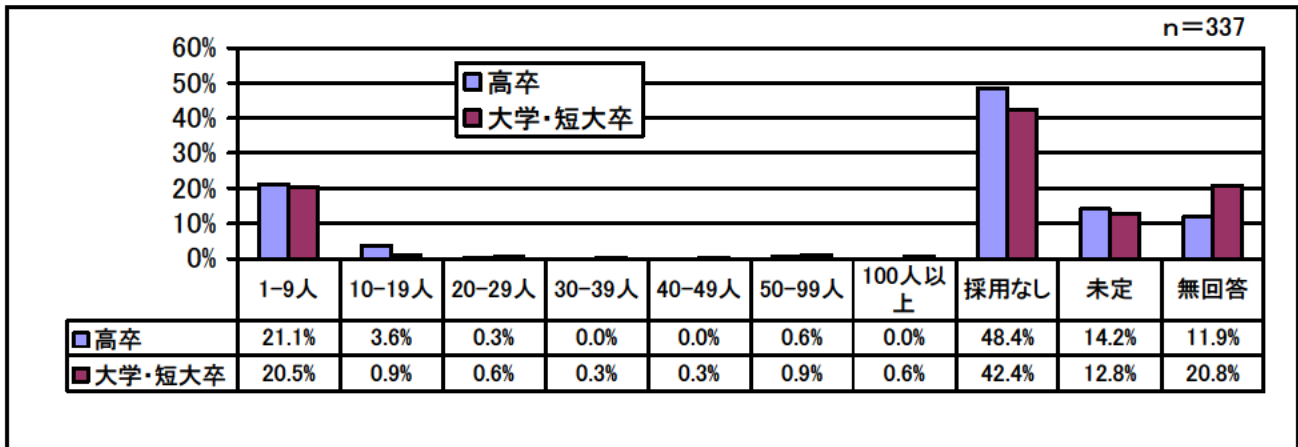 n=337
60%
50%
40%
30%
20%
10%
0%
高卒
大学・短大卒
1-9人 10-19人 20-29人 30-39人 40-49人 50-99人 100人以上 採用なし 未定 無回答
高卒 21.1% 3.6% 0.3% 0.0% 0.0% 0.6% 0.0% 48.4% 14.2% 11.9%
大学・短大卒 20.5% 0.9% 0.6% 0.3% 0.3% 0.9% 0.6% 42.4% 12.8% 20.8%